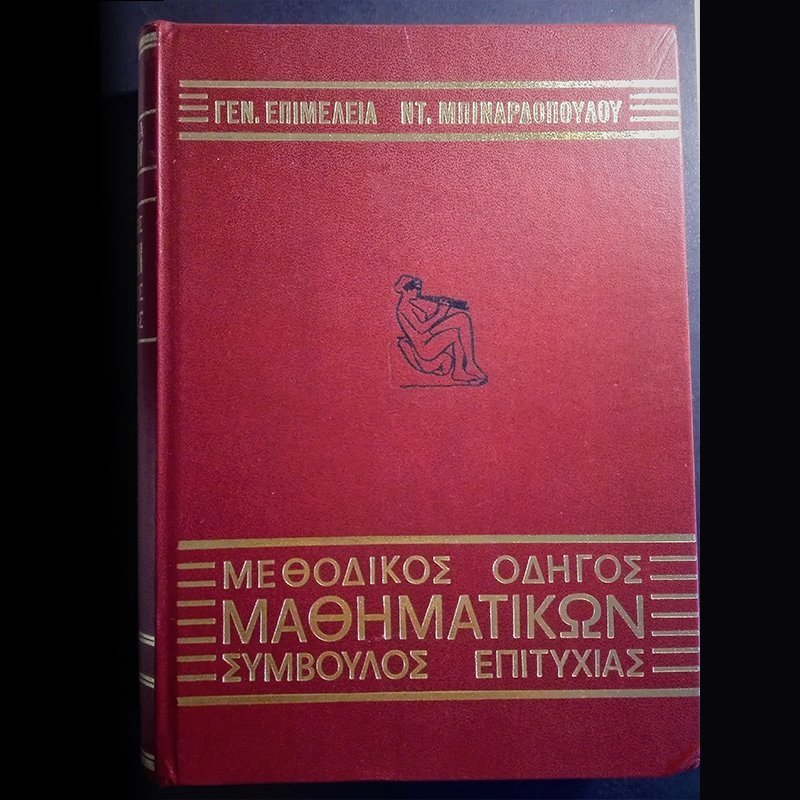 ΓΕΝ. ΕΠΙΜΕΛΕΙΑ ΝΤ. ΜΠΙΝΑΡΔΟΠΟΥΛΟΥ
ΜΕΘΟΔΙΚΟΣ ΟΔΗΓΟΣ
ΜΑΘΗΜΑΤΙΚΩΝ
ΣΥΜΒΟΥΛΟΣ ΕΠΙΤΥΧΙΑΣ